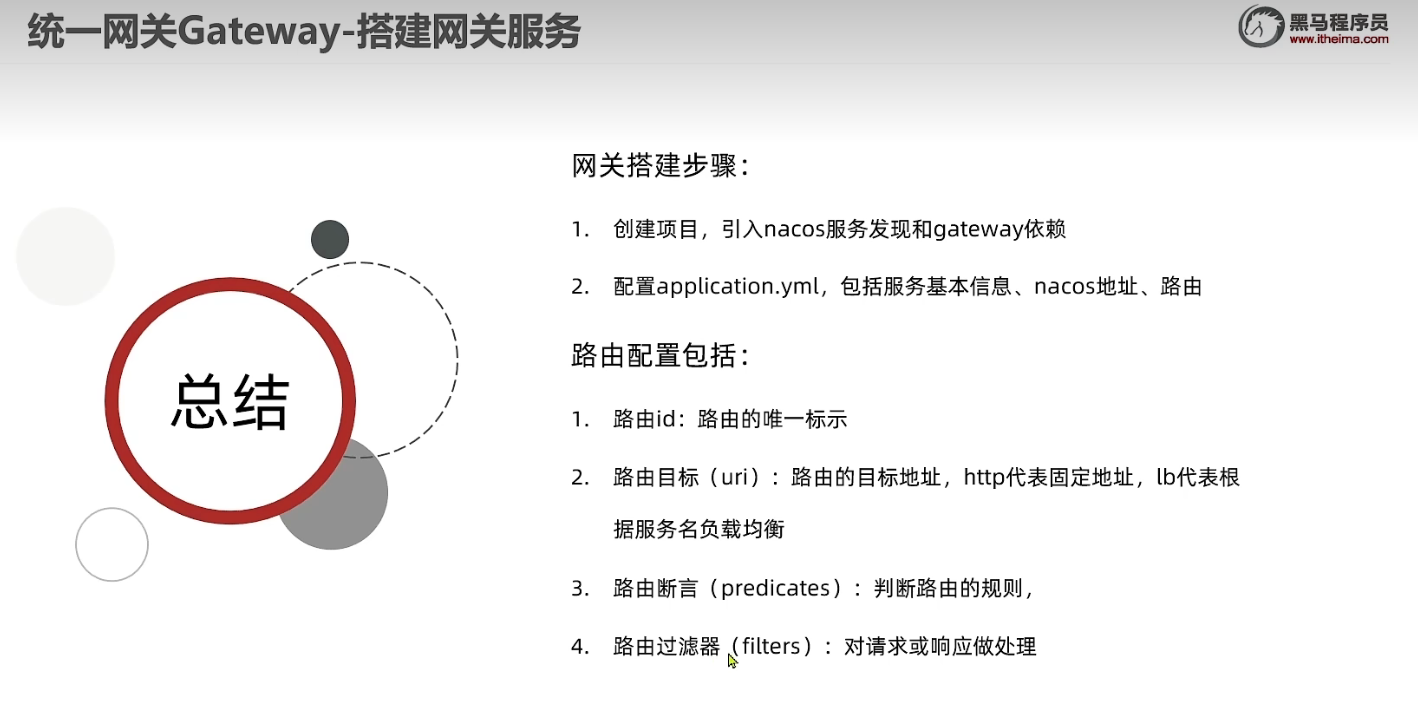 统一网关Gateway-搭建网关服务
黑马程序员
www.itheima.com
网关搭建步骤：
1. 创建项目，引入nacos服务发现和gateway依赖
2. 配置application.yml，包括服务基本信息、nacos地址、路由
路由配置包括：
1. 路由id：路由的唯一标示
2. 路由目标（uri）：路由的目标地址，http代表固定地址，lb代表根
据服务名负载均衡
3. 路由断言（predicates）：判断路由的规则，
4. 路由过滤器（filters）：对请求或响应做处理
总结